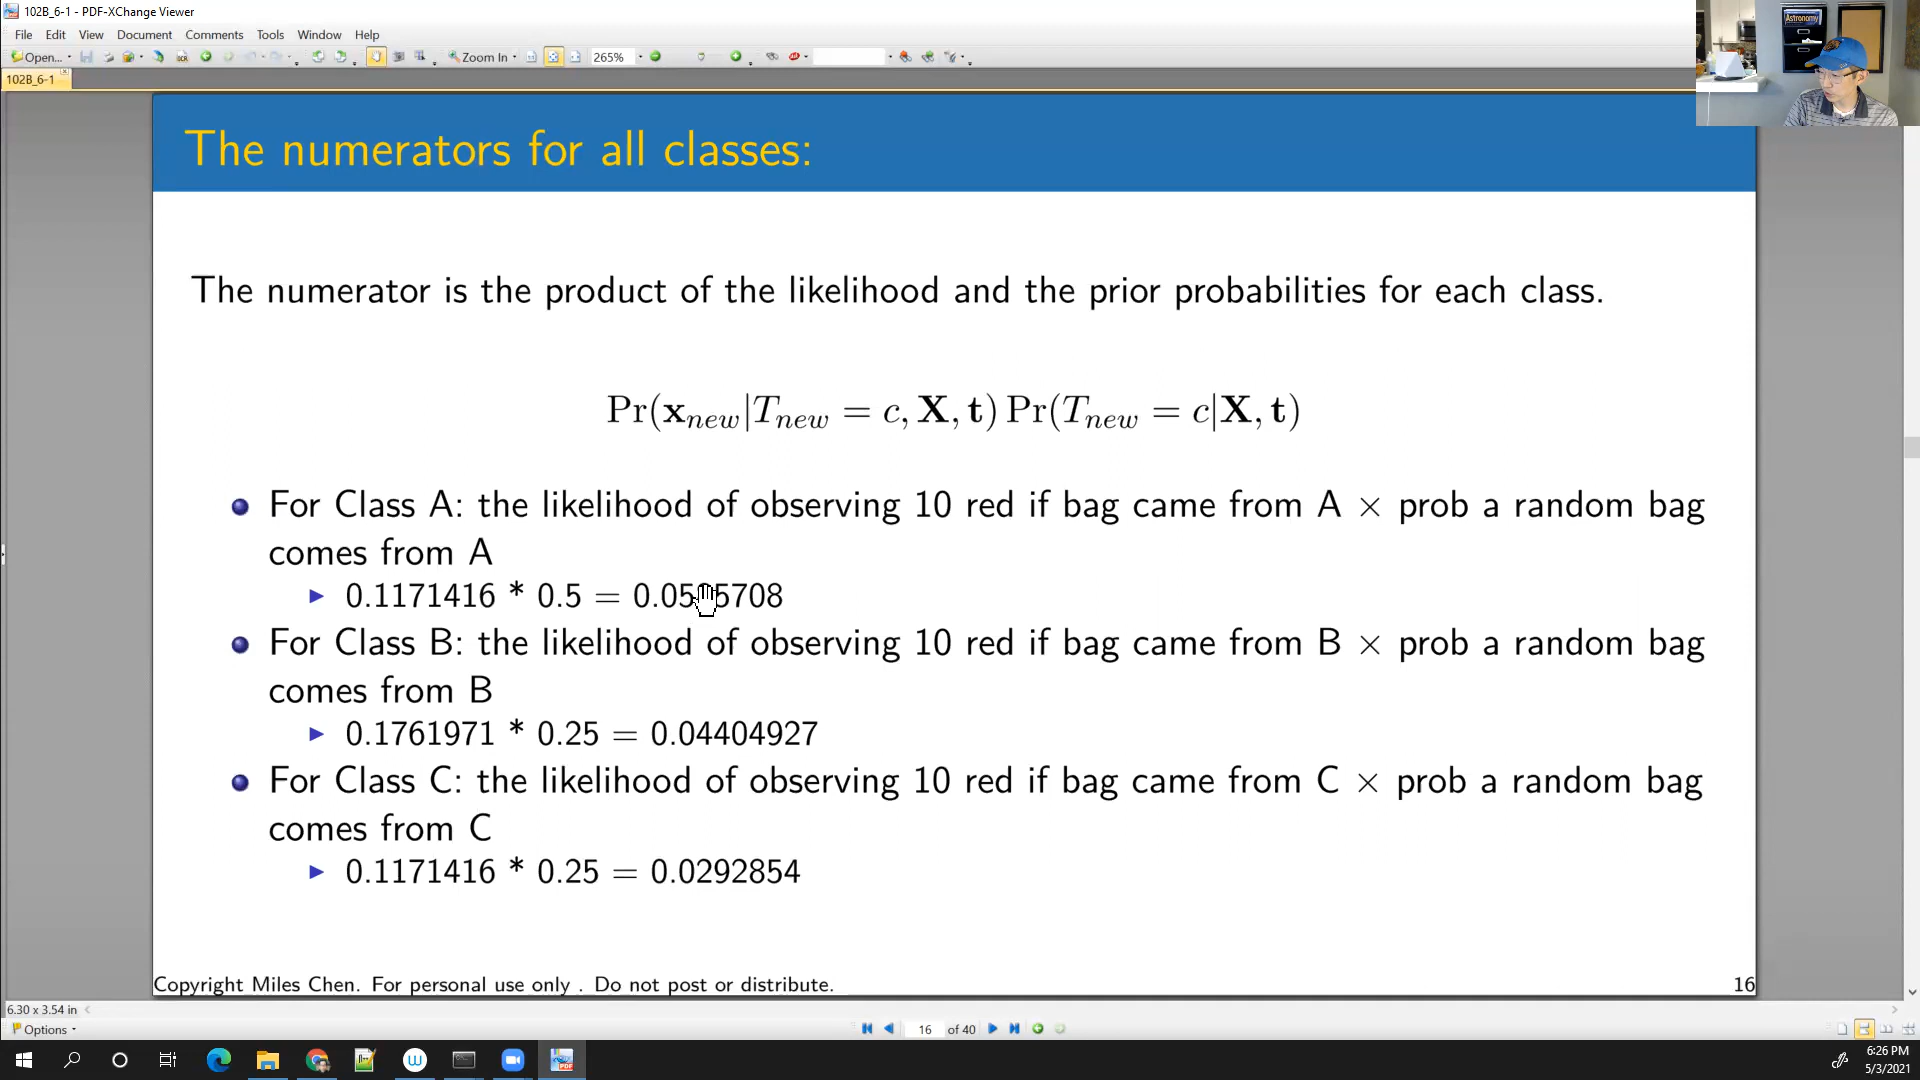 102B_6-1 - PDF-XChange Viewer
File Edit View Document Comments Tools Window Help
Open... Zoom In 265%
102B_6-1
Astronomy
The numerators for all classes:
The numerator is the product of the likelihood and the prior probabilities for each class.
Pr(x_new|T_new = c, X, t) Pr(T_new = c|X, t)
For Class A: the likelihood of observing 10 red if bag came from A × prob a random bag
comes from A
0.1171416 * 0.5 =
For Class B: the likelihood of observing 10 red if bag came from B × prob a random bag
comes from B
0.1761971 * 0.25 = 0.04404927
For Class C: the likelihood of observing 10 red if bag came from C × prob a random bag
comes from C
0.1171416 * 0.25 = 0.0292854
Copyright Miles Chen. For personal use only . Do not post or distribute. 16
6.30 x 3.54 in
Options 16 of 40
6:26 PM
5/3/2021